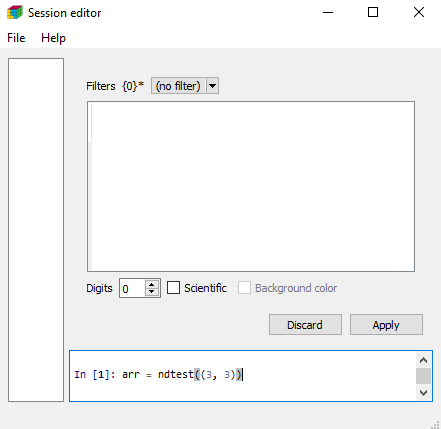 Session editor
File Help
Filters {0}* (no filter)
Digits 0 Scientific Background color
Discard Apply
In [1]: arr = ndtest((3, 3))